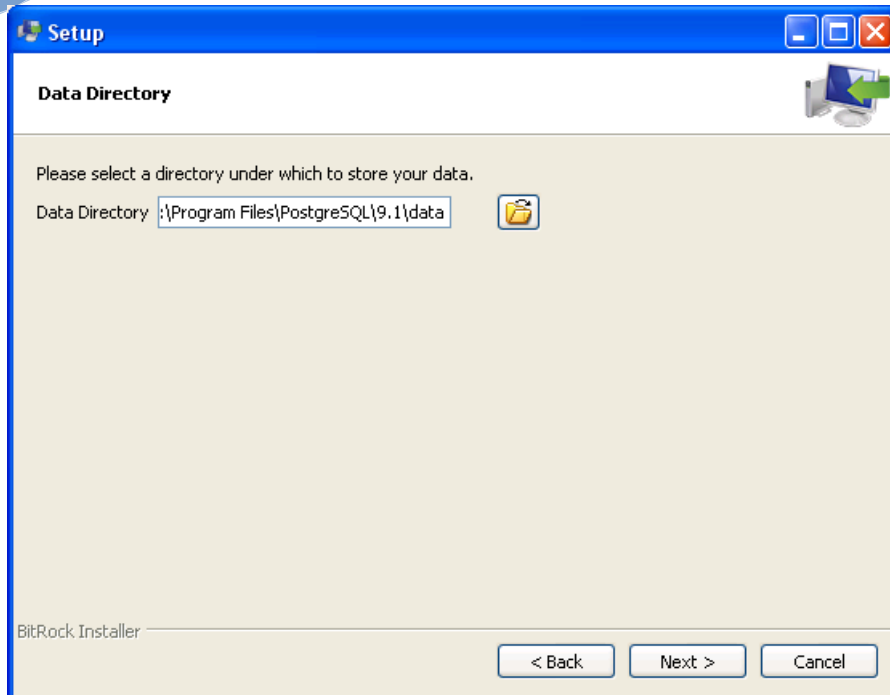 Setup
Data Directory
Please select a directory under which to store your data.
Data Directory :\Program Files\PostgreSQL\9.1\data
BitRock Installer
< Back Next > Cancel